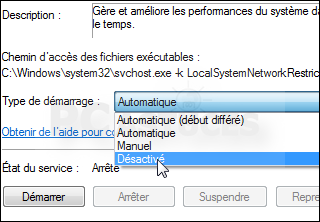 Description :
Gère et améliore les performances du système da
le temps.
Chemin d'accès des fichiers exécutables :
C:\Windows\system32\svchost.exe -k LocalSystemNetworkRestric
Type de démarrage :
Automatique
Automatique (début différé)
Automatique
Manuel
Désactivé
Obtenir de l'aide pour co
État du service :
Arrêté
Démarrer
Arrêter
Suspendre
Repre